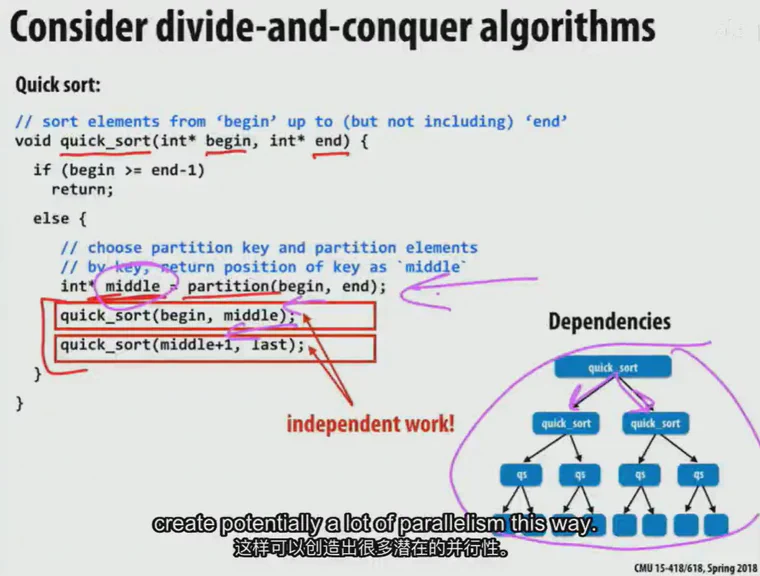 Consider divide-and-conquer algorithms
Quick sort:
// sort elements from ‘begin’ up to (but not including) ‘end’
void quick_sort(int* begin, int* end) {
if (begin >= end-1)
return;
else {
// choose partition key and partition elements
// by key, return position of key as `middle`
int* middle = partition(begin, end);
quick_sort(begin, middle);
quick_sort(middle+1, last);
}
}
independent work!
Dependencies
quick_sort
quick_sort quick_sort
qs qs qs qs
create potentially a lot of parallelism this way.
这样可以创造出很多潜在的并行性。
CMU 15-418/618, Spring 2018